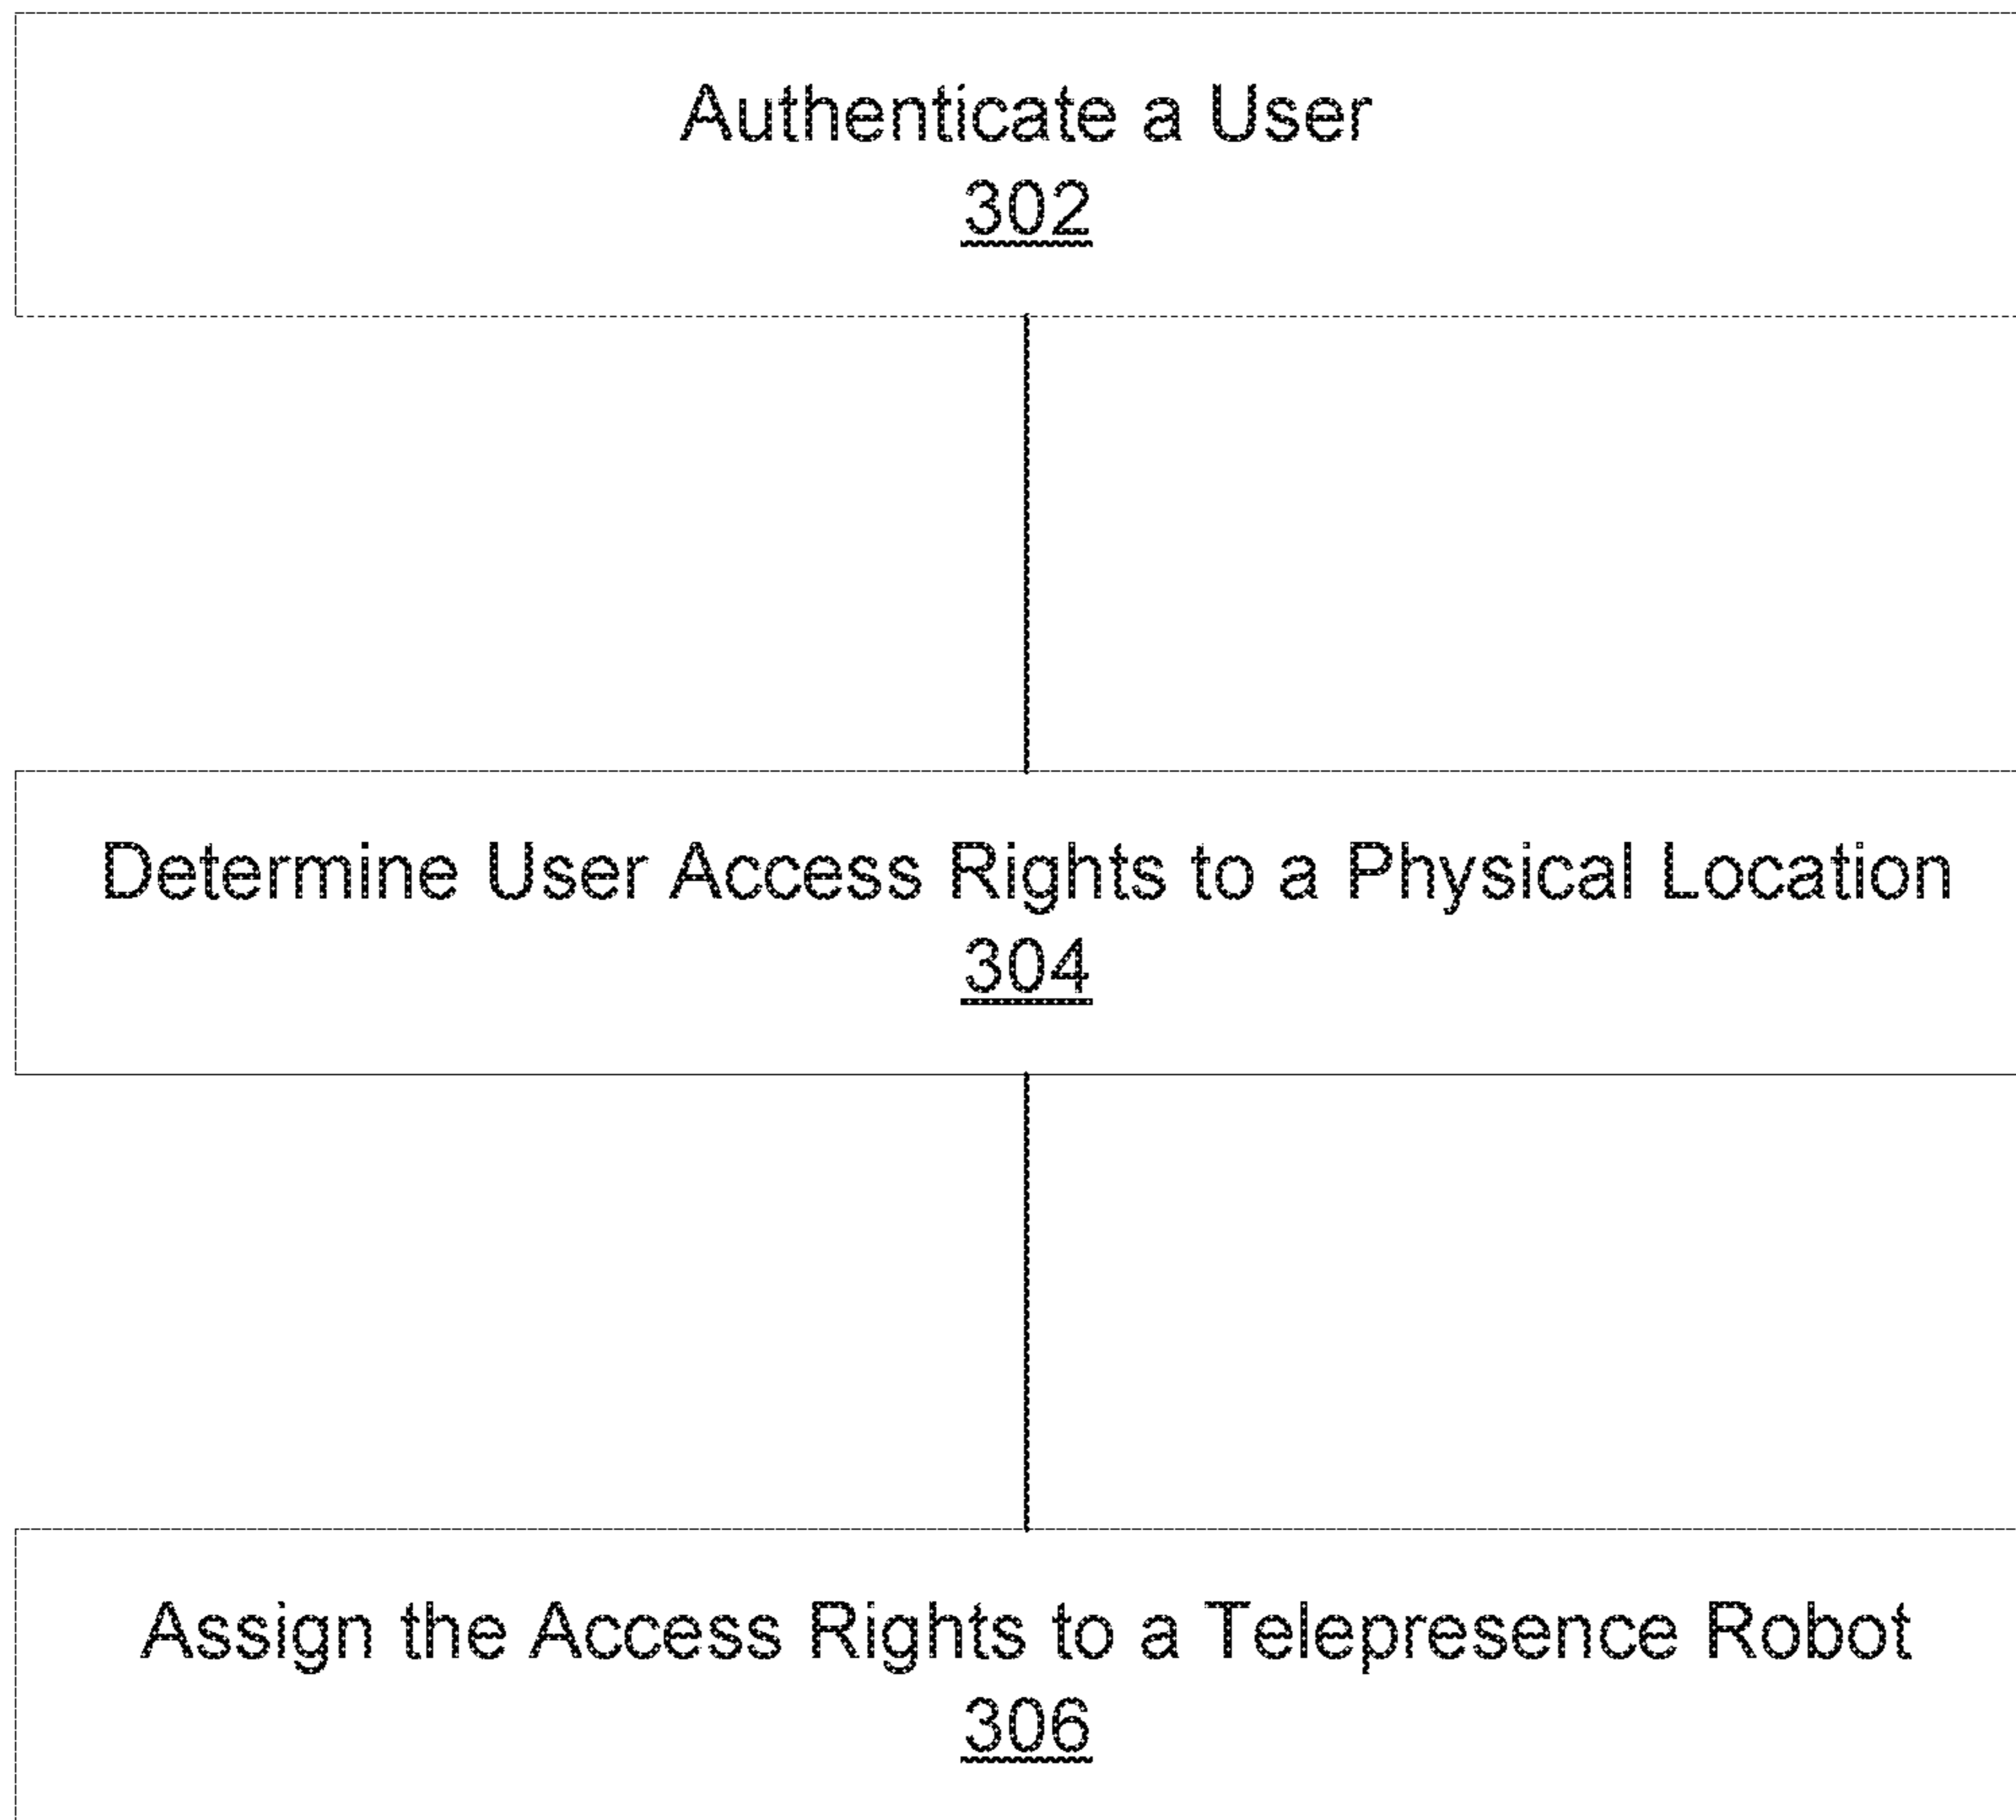 Authenticate a User
302
Determine User Access Rights to a Physical Location
304
Assign the Access Rights to a Telepresence Robot
306